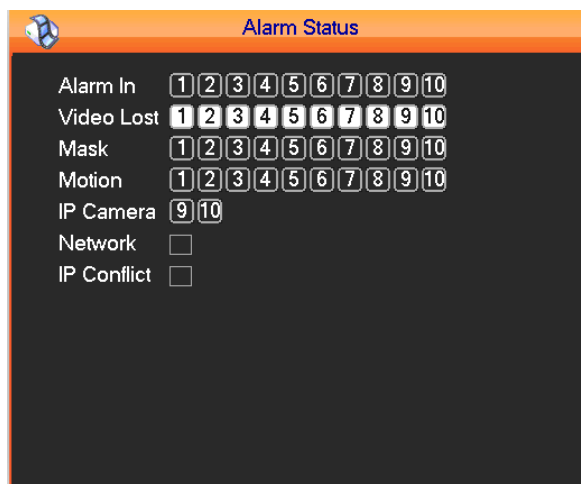 Alarm Status
Alarm In 1 2 3 4 5 6 7 8 9 10
Video Lost 1 2 3 4 5 6 7 8 9 10
Mask 1 2 3 4 5 6 7 8 9 10
Motion 1 2 3 4 5 6 7 8 9 10
IP Camera 9 10
Network
IP Conflict